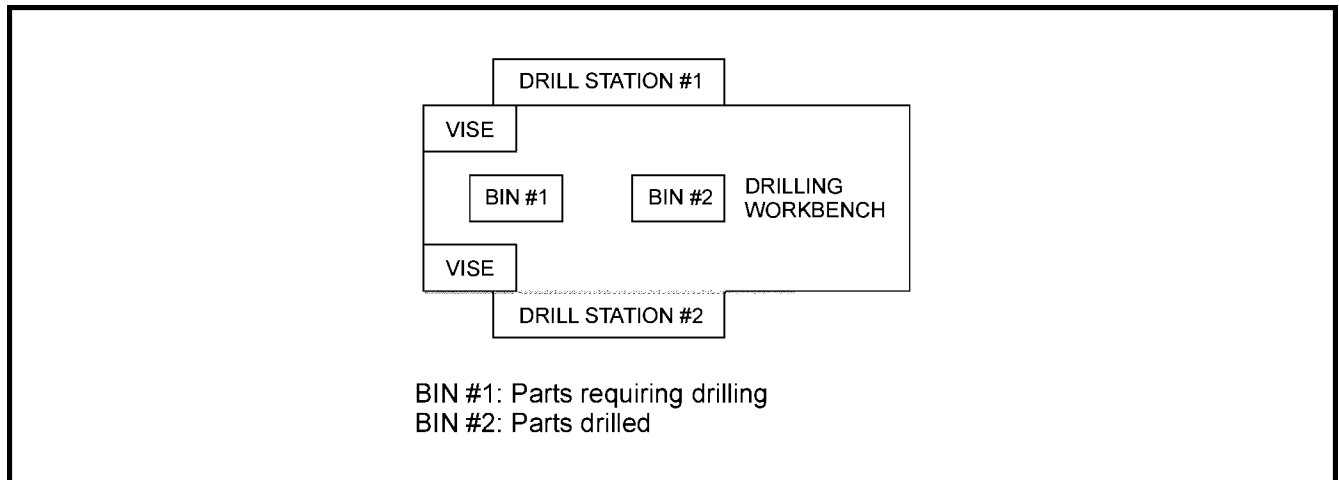 DRILL STATION #1
VISE
BIN #1
BIN #2
DRILLING
WORKBENCH
VISE
DRILL STATION #2
BIN #1: Parts requiring drilling
BIN #2: Parts drilled